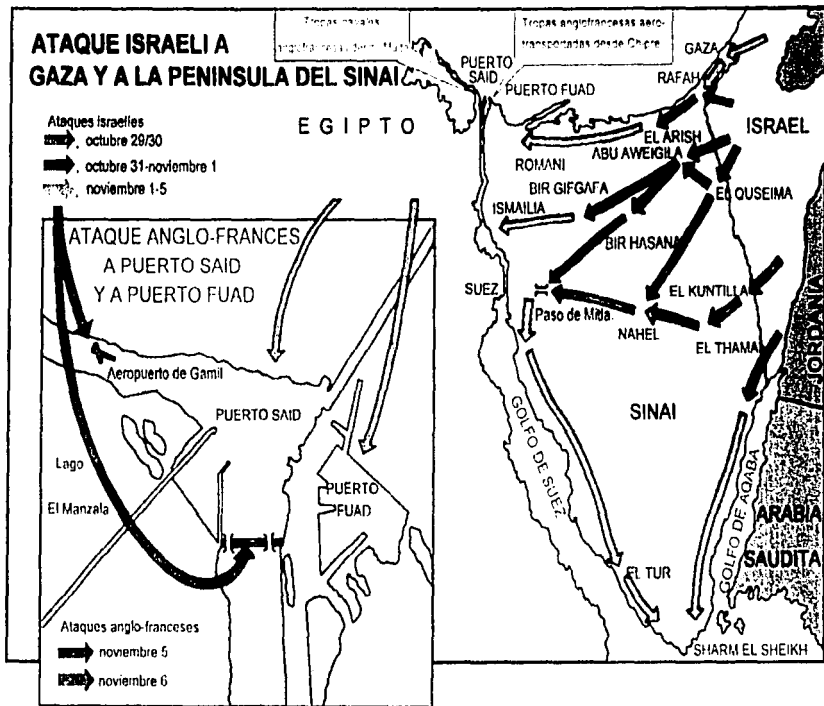 ATAQUE ISRAELI A
GAZA Y A LA PENINSULA DEL SINAI
Ataques israelíes
octubre 29/30
octubre 31-noviembre 1
noviembre 1-5
Tropas navales
Tropas anglofrancesas aero-
transportadas desde Chipre
EGIPTO
PUERTO
SAID
PUERTO FUAD
GAZA
RAFAH
ISRAEL
EL ARISH
ABU AWEIGILA
ROMANI
BIR GIFGAFA
EL QUSEIMA
ISMAILIA
BIR HASANA
SUEZ
EL KUNTILLA
Paso de Mitla
NAHEL
EL THAMA
JORDANIA
SINAI
GOLFO DE SUEZ
GOLFO DE AQABA
ARABIA
SAUDITA
EL TUR
SHARM EL SHEIKH
ATAQUE ANGLO-FRANCES
A PUERTO SAID
Y A PUERTO FUAD
Aeropuerto de Gamil
PUERTO SAID
Lago
El Manzala
PUERTO
FUAD
Ataques anglo-franceses
noviembre 5
noviembre 6